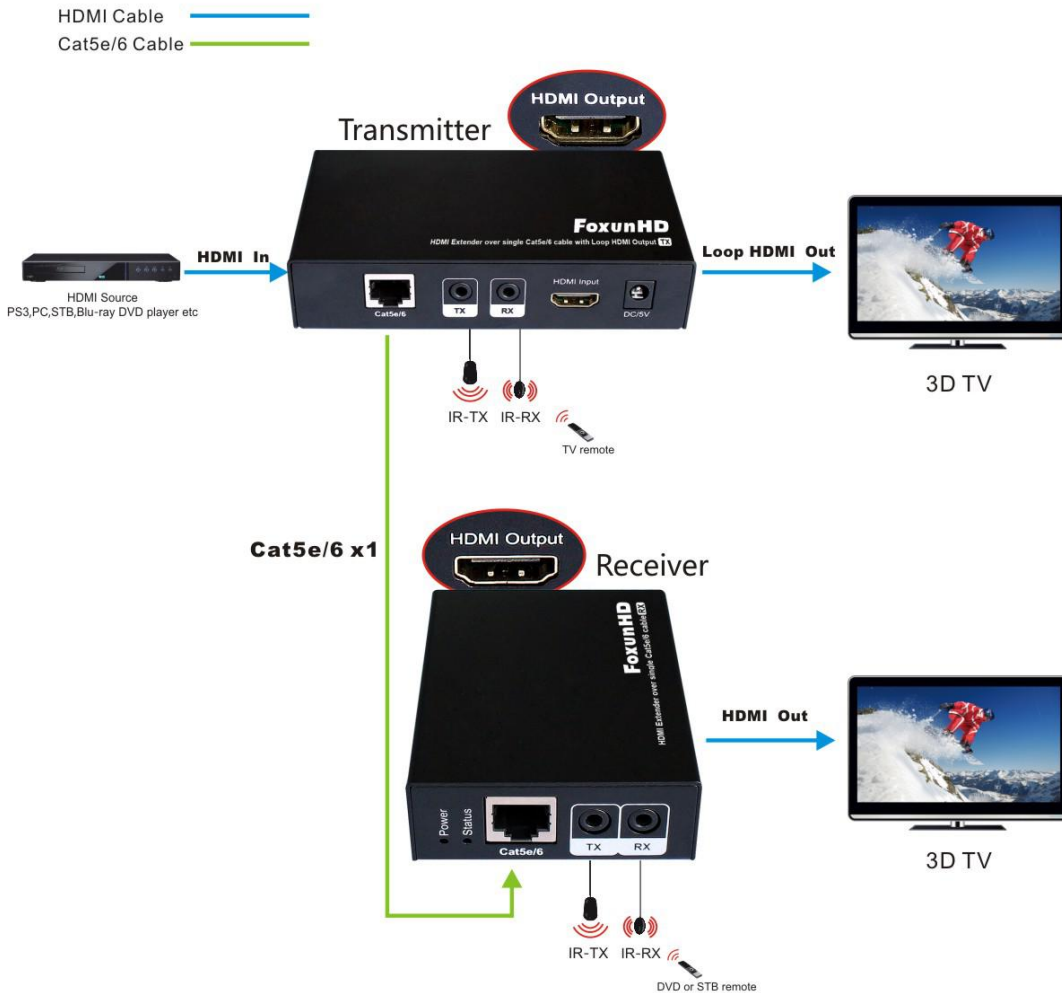 HDMI Cable
Cat5e/6 Cable
HDMI Output
Transmitter
FoxunHD
HDMI Extender over single Cat5e/6 cable with Loop HDMI Output TX
HDMI In
Loop HDMI Out
HDMI Source
PS3,PC,STB,Blu-ray DVD player etc
Cat5e/6
TX
RX
HDMI Input
DC/5V
3D TV
IR-TX
IR-RX
TV remote
Cat5e/6 x1
HDMI Output
Receiver
FoxunHD
HDMI Extender over single Cat5e/6 cable RX
HDMI Out
Power
Status
Cat5e/6
TX
RX
3D TV
IR-TX
IR-RX
DVD or STB remote